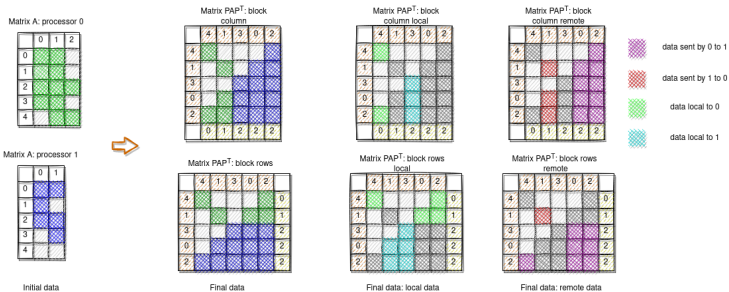 Matrix A: processor 0
0 1 2
0
1
2
3
4
Matrix A: processor 1
0 1
0
1
2
3
4
Initial data
Matrix PAPᵀ: block
column
4 1 3 0 2
4
1
3
0
2
0 1 2 2 2
Matrix PAPᵀ: block rows
4 1 3 0 2
4 0
1 1
3 2
0 2
2 2
Final data
Matrix PAPᵀ: block
column local
4 1 3 0 2
4
1
3
0
2
0 1 2 2 2
Matrix PAPᵀ: block rows
local
4 1 3 0 2
4 0
1 1
3 2
0 2
2 2
Final data: local data
Matrix PAPᵀ: block
column remote
4 1 3 0 2
4
1
3
0
2
0 1 2 2 2
Matrix PAPᵀ: block rows
remote
4 1 3 0 2
4 0
1 1
3 2
0 2
2 2
Final data: remote data
data sent by 0 to 1
data sent by 1 to 0
data local to 0
data local to 1